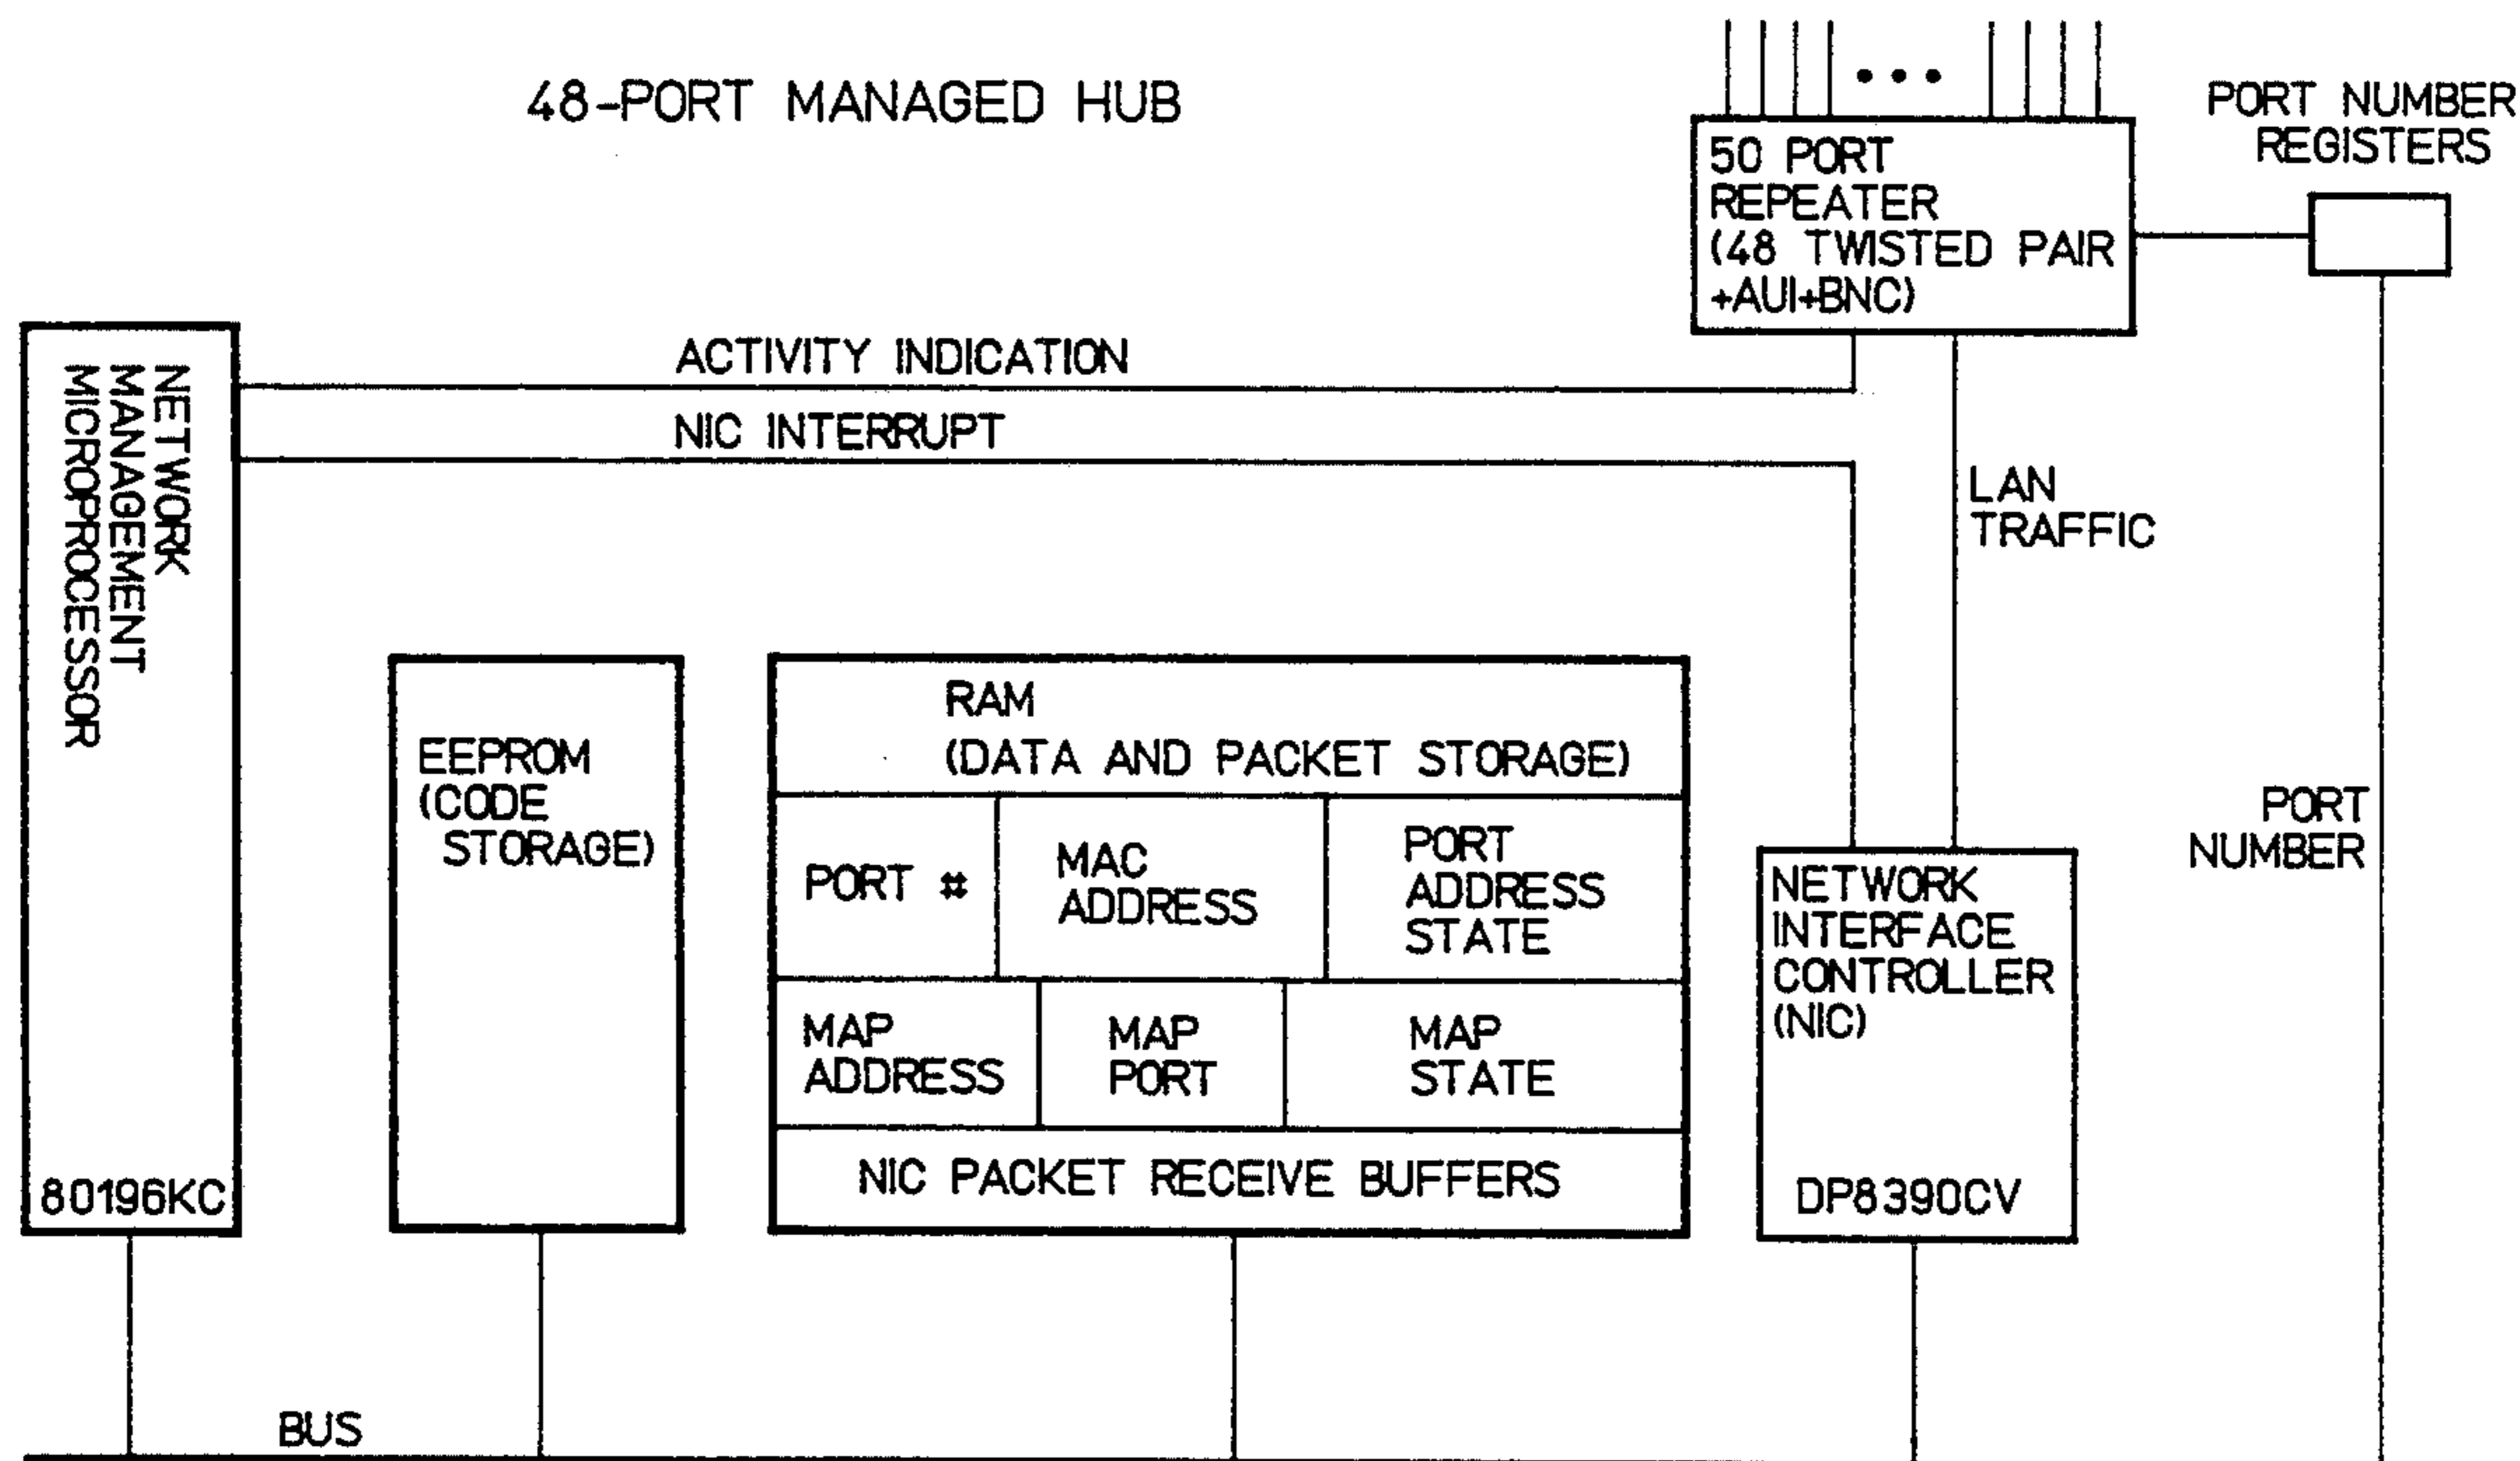 48-PORT MANAGED HUB
PORT NUMBER
REGISTERS
50 PORT
REPEATER
(48 TWISTED PAIR
+AUI+BNC)
ACTIVITY INDICATION
NIC INTERRUPT
NETWORK
MANAGEMENT
MICROPROCESSOR
80196KC
LAN
TRAFFIC
EEPROM
(CODE
STORAGE)
RAM
(DATA AND PACKET STORAGE)
PORT #
MAC
ADDRESS
PORT
ADDRESS
STATE
MAP
ADDRESS
MAP
PORT
MAP
STATE
NIC PACKET RECEIVE BUFFERS
NETWORK
INTERFACE
CONTROLLER
(NIC)
DP8390CV
PORT
NUMBER
BUS